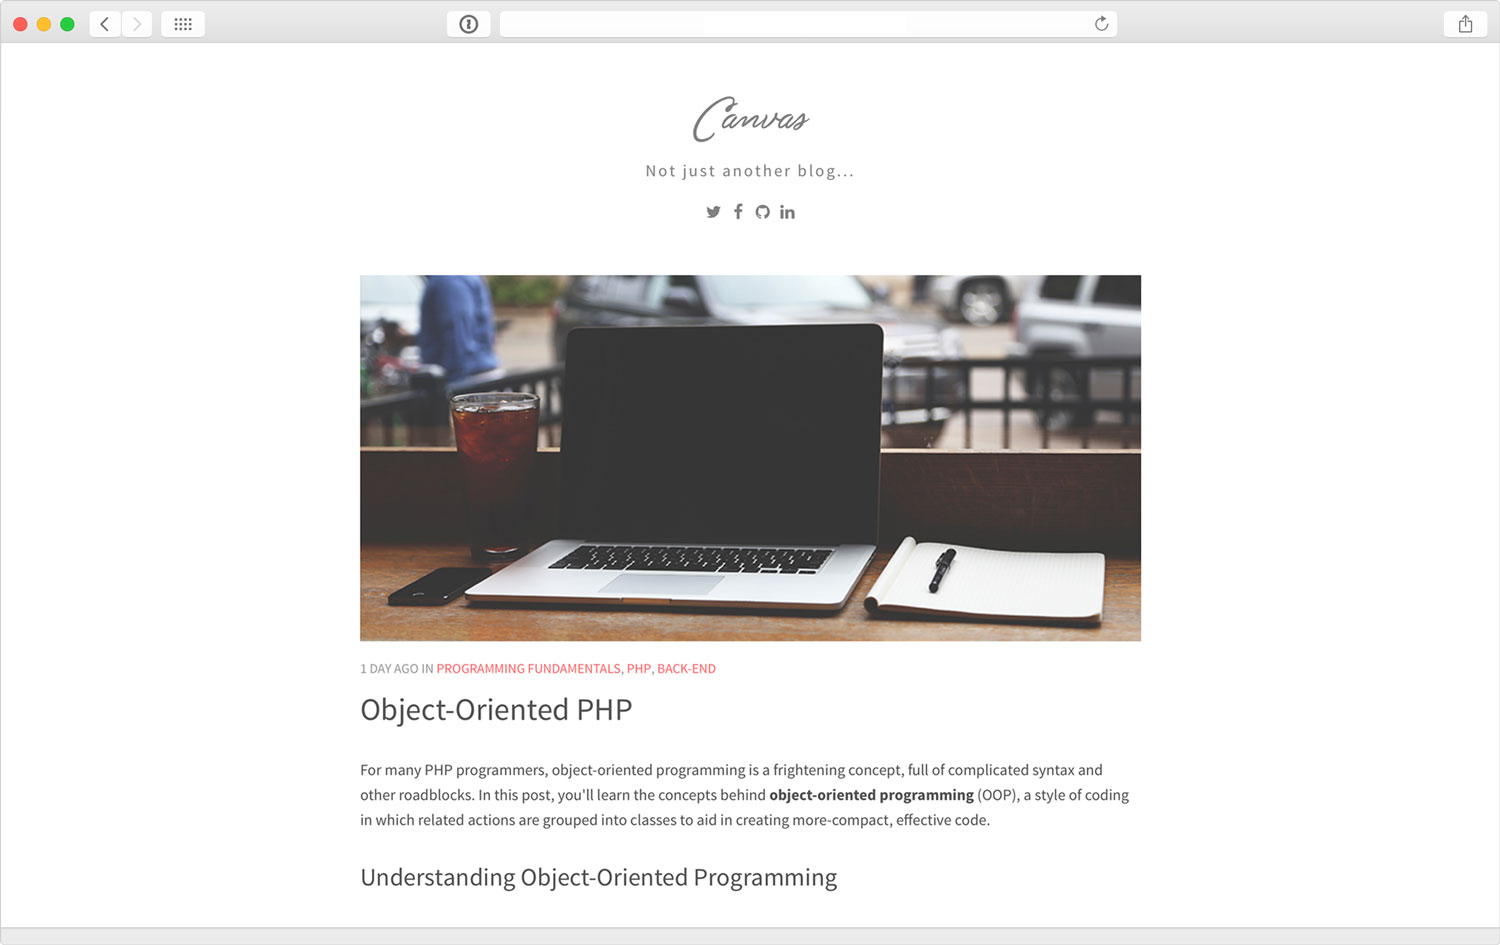 Canvas
Not just another blog...
1 DAY AGO IN PROGRAMMING FUNDAMENTALS, PHP, BACK-END
Object-Oriented PHP
For many PHP programmers, object-oriented programming is a frightening concept, full of complicated syntax and
other roadblocks. In this post, you'll learn the concepts behind object-oriented programming (OOP), a style of coding
in which related actions are grouped into classes to aid in creating more-compact, effective code.
Understanding Object-Oriented Programming